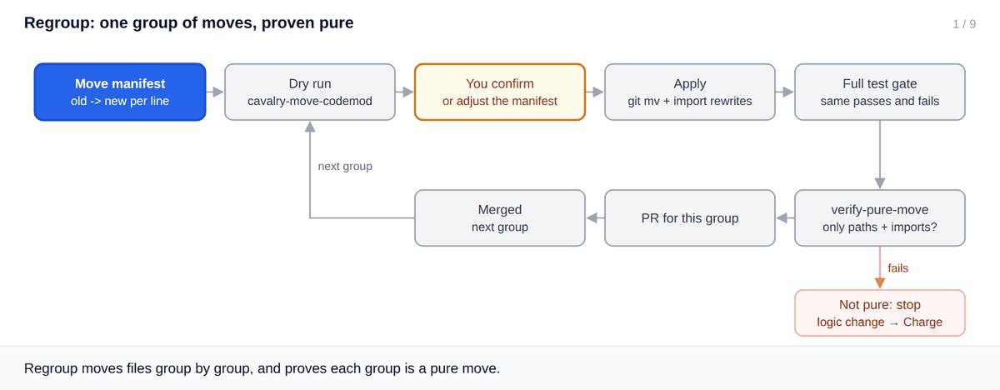 Regroup: one group of moves, proven pure
1 / 9
Move manifest
old -> new per line
Dry run
cavalry-move-codemod
You confirm
or adjust the manifest
Apply
git mv + import rewrites
Full test gate
same passes and fails
next group
Merged
next group
PR for this group
verify-pure-move
only paths + imports?
fails
Not pure: stop
logic change → Charge
Regroup moves files group by group, and proves each group is a pure move.